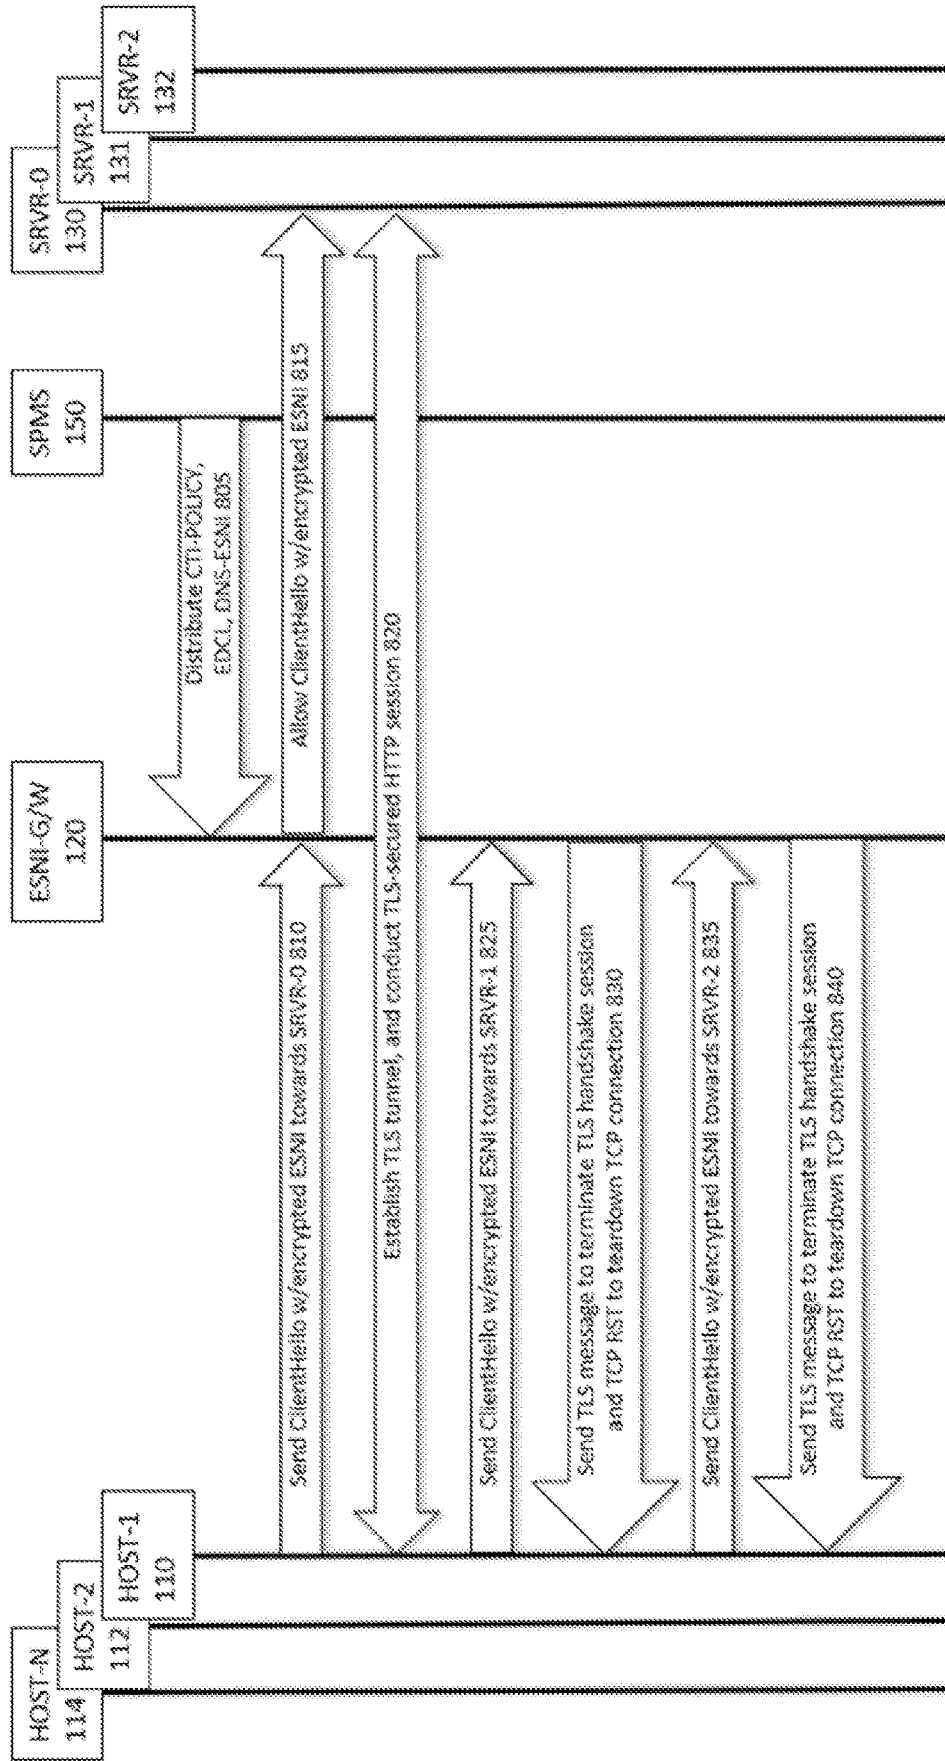 HOST-N
114
HOST-2
112
HOST-1
110
ESNI-G/W
120
SPMS
150
SRVR-0
130
SRVR-1
131
SRVR-2
132
Distribute CTI-POLICY,
EDCL, DNS-ESNI 805
Send ClientHello w/encrypted ESNI towards SRVR-0 810
Allow ClientHello w/encrypted ESNI 815
Establish TLS tunnel, and conduct TLS-secured HTTP session 820
Send ClientHello w/encrypted ESNI towards SRVR-1 825
Send TLS message to terminate TLS handshake session
and TCP RST to teardown TCP connection 830
Send ClientHello w/encrypted ESNI towards SRVR-2 835
Send TLS message to terminate TLS handshake session
and TCP RST to teardown TCP connection 840